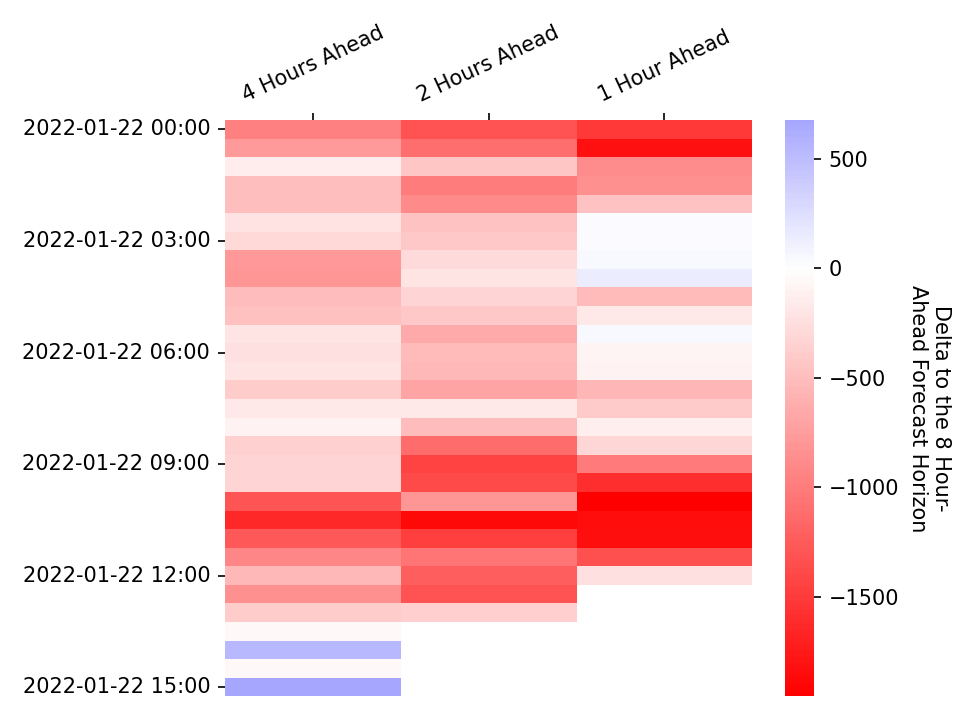 4 Hours Ahead
2 Hours Ahead
1 Hour Ahead
2022-01-22 00:00
2022-01-22 03:00
2022-01-22 06:00
2022-01-22 09:00
2022-01-22 12:00
2022-01-22 15:00
500
0
−500
−1000
−1500
Delta to the 8 Hour-
Ahead Forecast Horizon